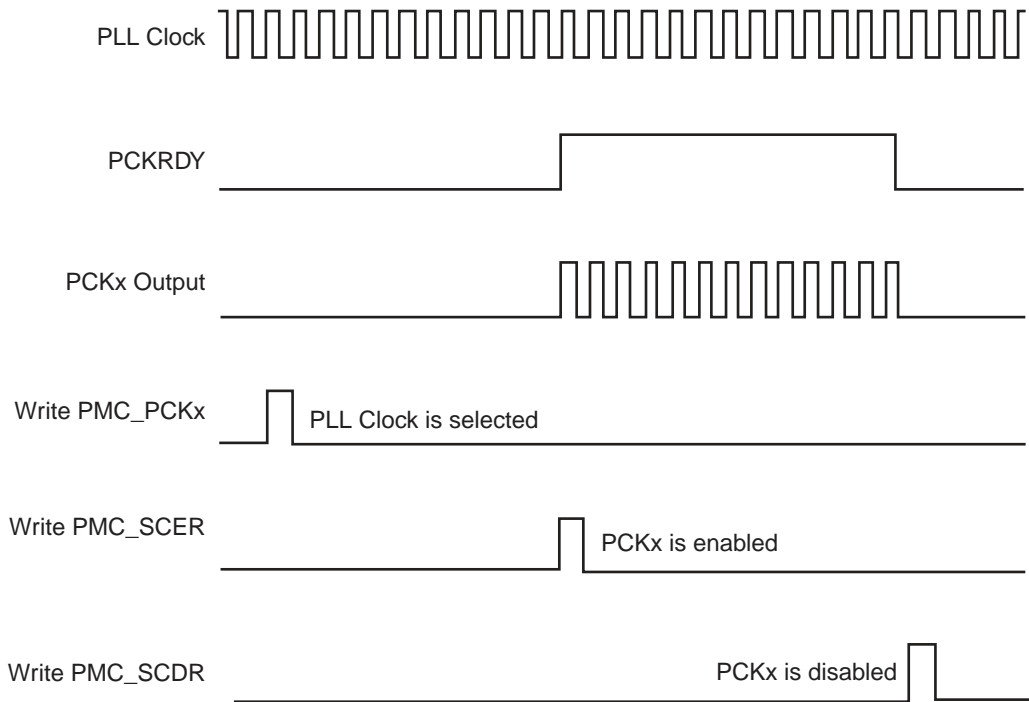 PLL Clock
PCKRDY
PCKx Output
Write PMC_PCKx
PLL Clock is selected
Write PMC_SCER
PCKx is enabled
Write PMC_SCDR
PCKx is disabled